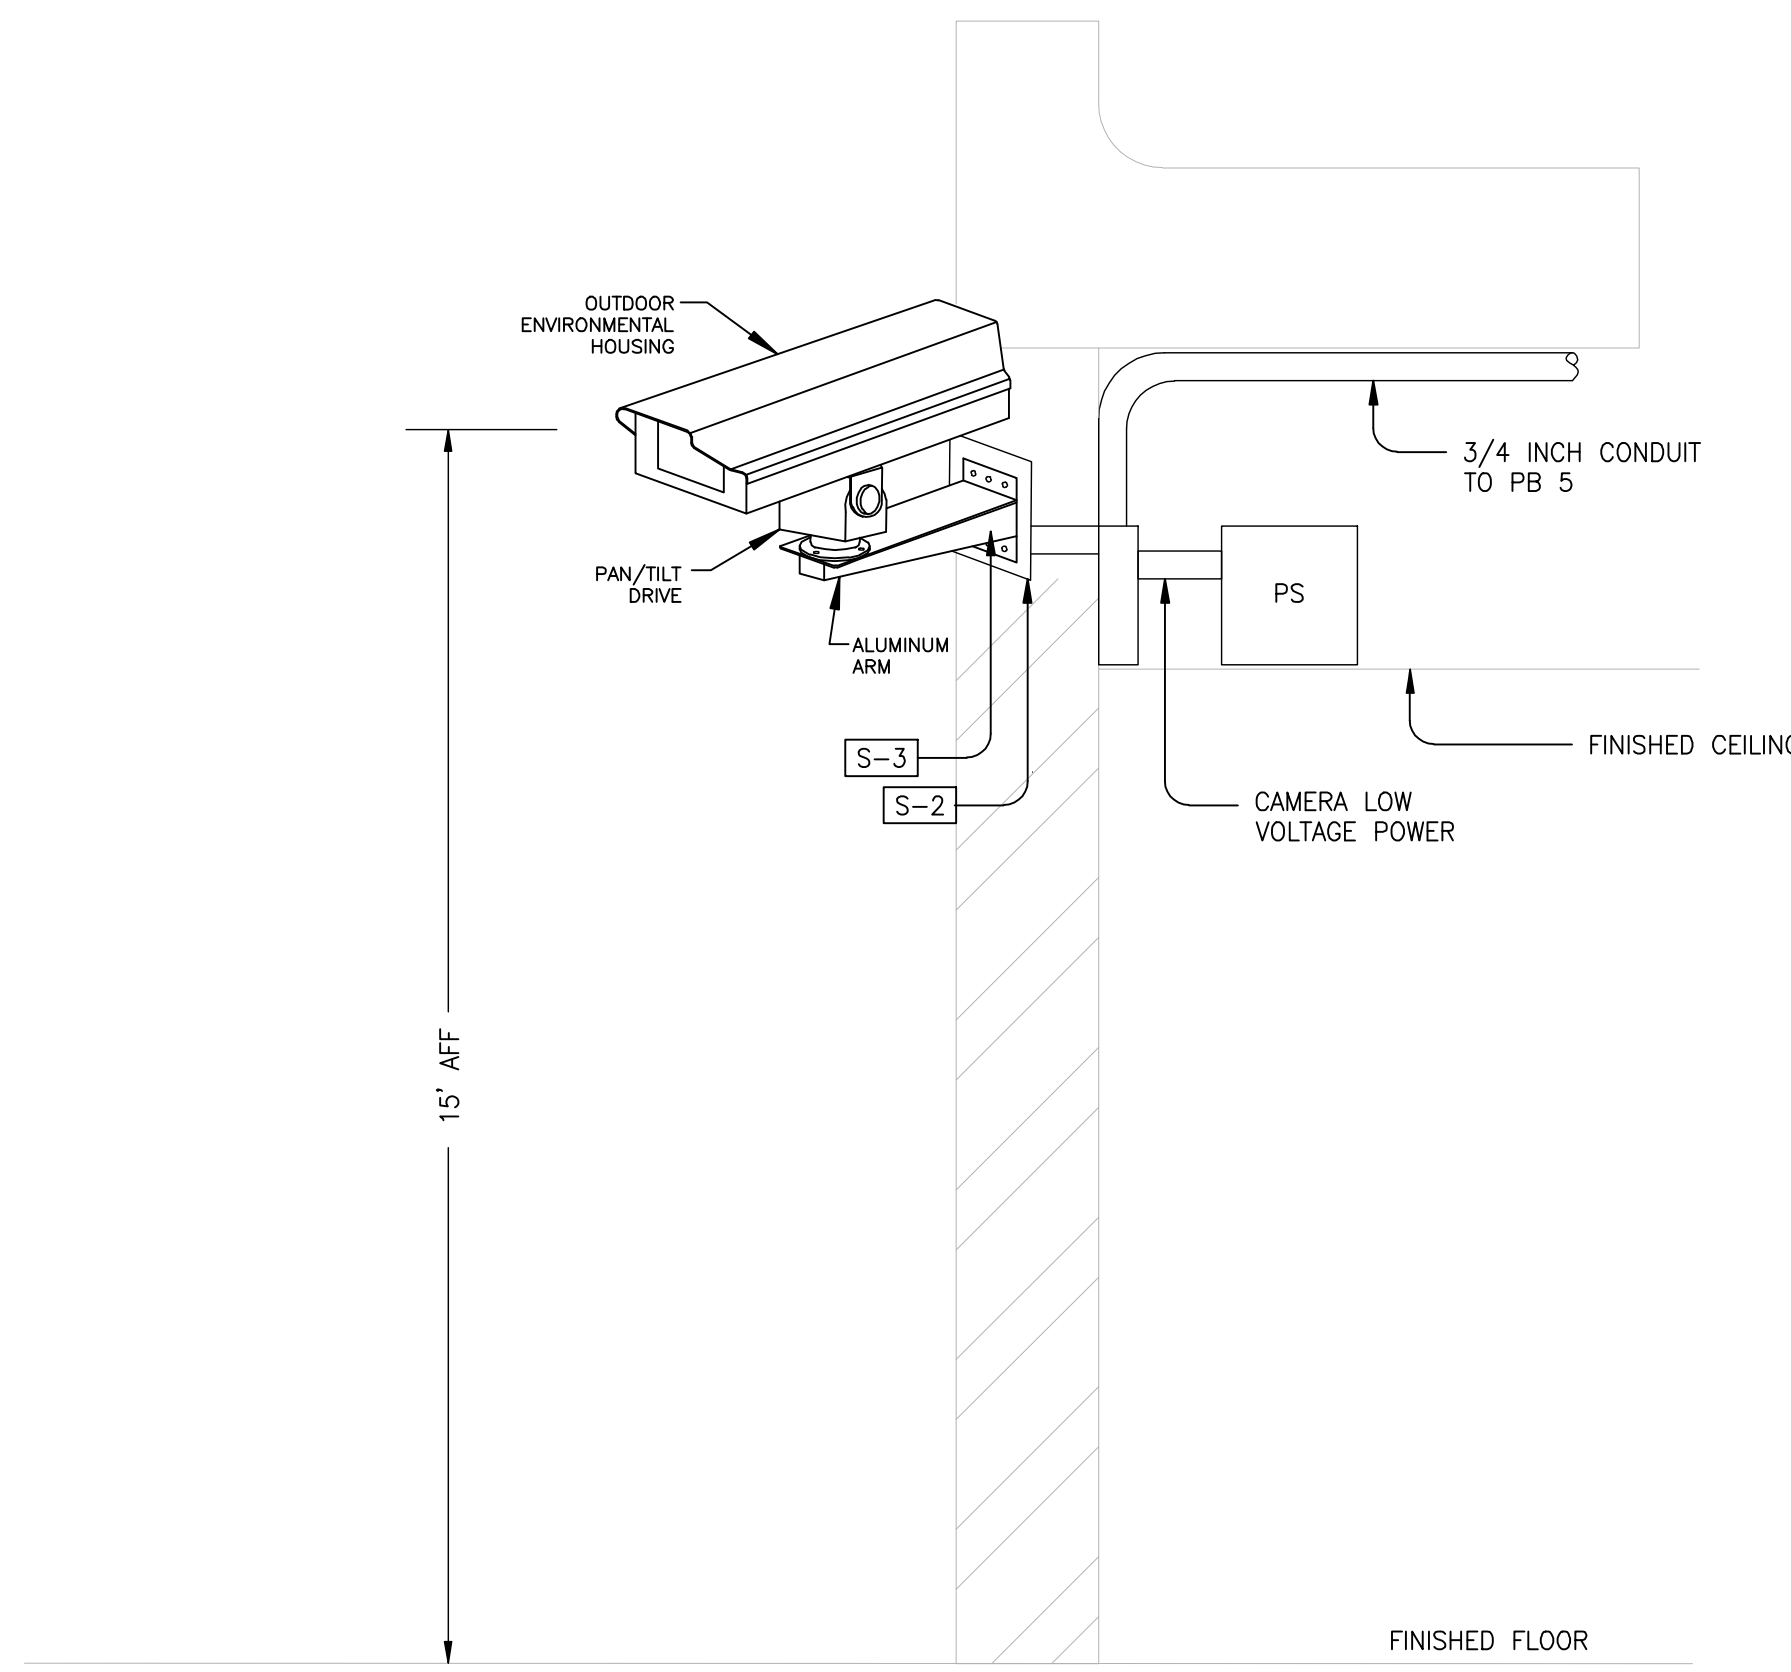 OUTDOOR
ENVIRONMENTAL
HOUSING
3/4 INCH CONDUIT
TO PB 5
PAN/TILT
DRIVE
PS
ALUMINUM
ARM
S-3
FINISHED CEILING
S-2
CAMERA LOW
VOLTAGE POWER
15' AFF
FINISHED FLOOR